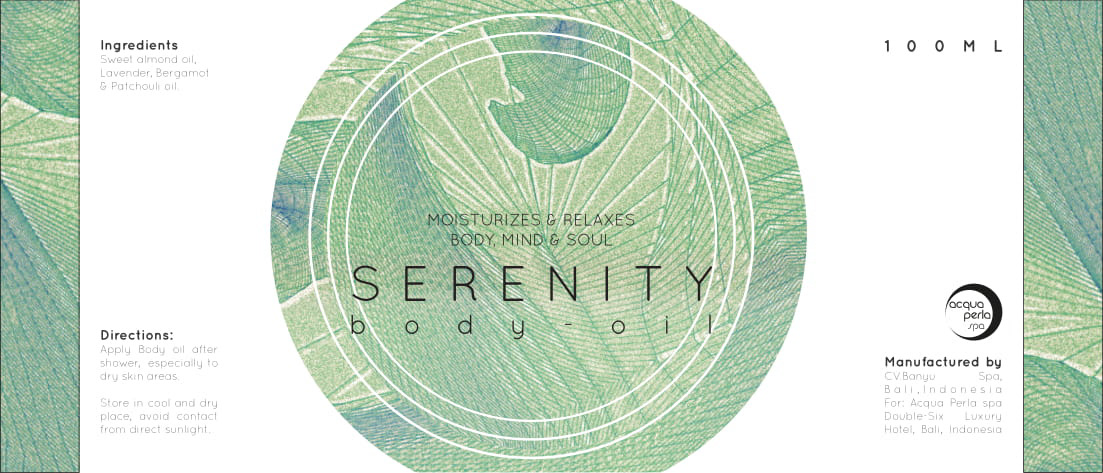 Ingredients
Sweet almond oil,
Lavender, Bergamot
& Patchouli oil.
Directions:
Apply Body oil after
shower, especially to
dry skin areas.
Store in cool and dry
place, avoid contact
from direct sunlight.
MOISTURIZES & RELAXES
BODY, MIND & SOUL
SERENITY
body-oil
100ML
acqua
perla
spa
Manufactured by
CV.Banyu Spa,
Bali,Indonesia
For: Acqua Perla spa
Double-Six Luxury
Hotel, Bali, Indonesia